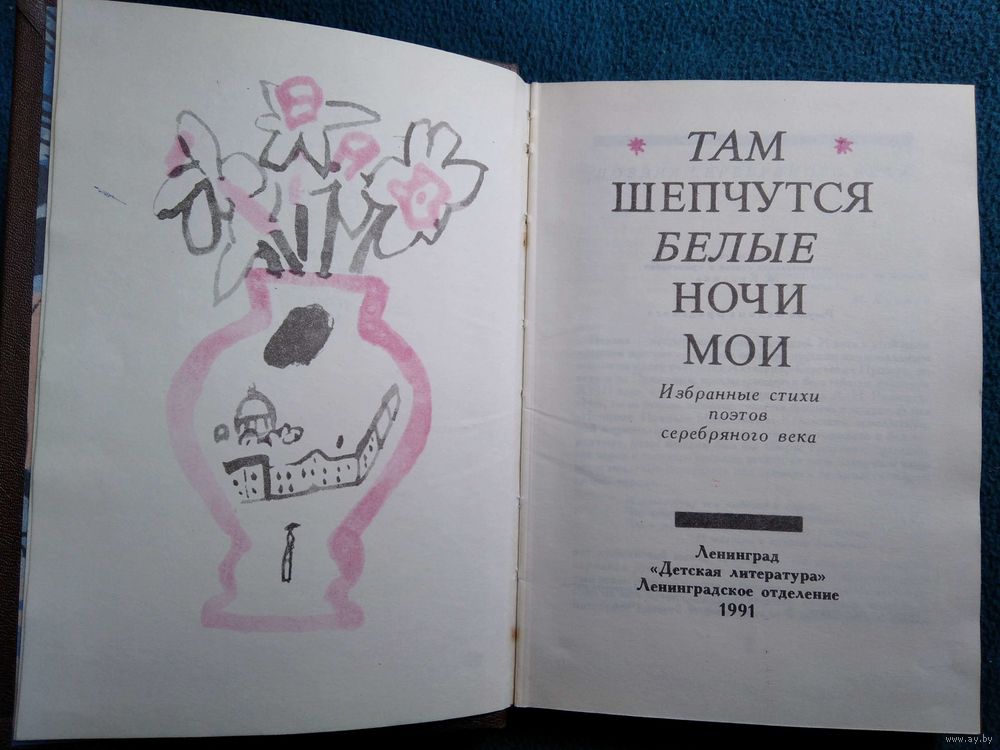 * ТАМ *
ШЕПЧУТСЯ
БЕЛЫЕ
НОЧИ
МОИ
Избранные стихи
поэтов
серебряного века
Ленинград
«Детская литература»
Ленинградское отделение
1991
www.ay.by